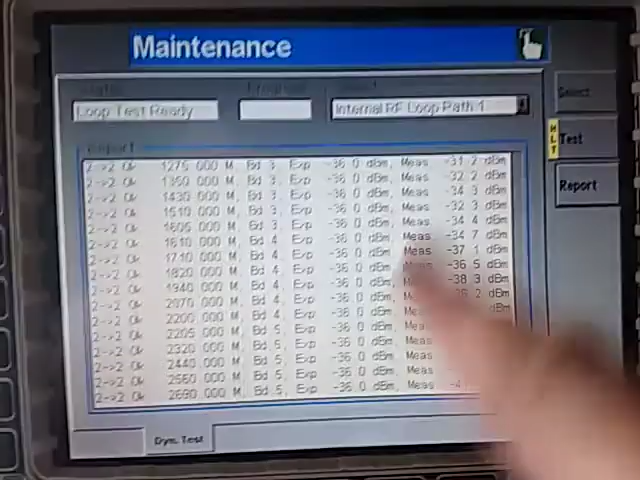 Maintenance
Loop Test Ready
Internal RF Loop Path 1
Select
HLT
Test
Report
Report
2->2 Ok 1275.000 M, Bd 3, Exp -36.0 dBm, Meas -31.2 dBm
2->2 Ok 1350.000 M, Bd 3, Exp -36.0 dBm, Meas -32.2 dBm
2->2 Ok 1430.000 M, Bd 3, Exp -36.0 dBm, Meas -34.3 dBm
2->2 Ok 1510.000 M, Bd 3, Exp -36.0 dBm, Meas -32.3 dBm
2->2 Ok 1605.000 M, Bd 3, Exp -36.0 dBm, Meas -34.4 dBm
2->2 Ok 1610.000 M, Bd 4, Exp -36.0 dBm, Meas -34.7 dBm
2->2 Ok 1710.000 M, Bd 4, Exp -36.0 dBm, Meas -37.1 dBm
2->2 Ok 1820.000 M, Bd 4, Exp -36.0 dBm, -36.5 dBm
2->2 Ok 1940.000 M, Bd 4, Exp -36.0 dBm, -38.3 dBm
2->2 Ok 2070.000 M, Bd 4, Exp -36.0 dBm, dBm
2->2 Ok 2200.000 M, Bd 4, Exp -36.0 dBm, dBm
2->2 Ok 2205.000 M, Bd 5, Exp -36.0 dBm, Meas
2->2 Ok 2320.000 M, Bd 5, Exp -36.0 dBm, Meas
2->2 Ok 2440.000 M, Bd 5, Exp -36.0 dBm, Meas
2->2 Ok 2560.000 M, Bd 5, Exp -36.0 dBm, Meas
2->2 Ok 2690.000 M, Bd 5, Exp -36.0 dBm, Meas
Dyn. Test